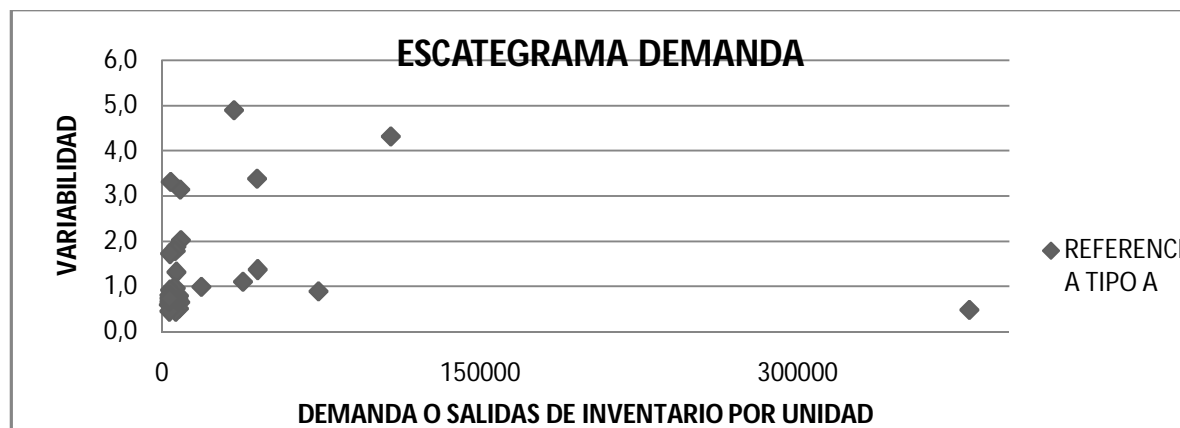 ESCATEGRAMA DEMANDA
6,0
5,0
4,0
3,0
2,0
1,0
0,0
VARIABILIDAD
0 150000 300000
DEMANDA O SALIDAS DE INVENTARIO POR UNIDAD
REFERENCI
A TIPO A